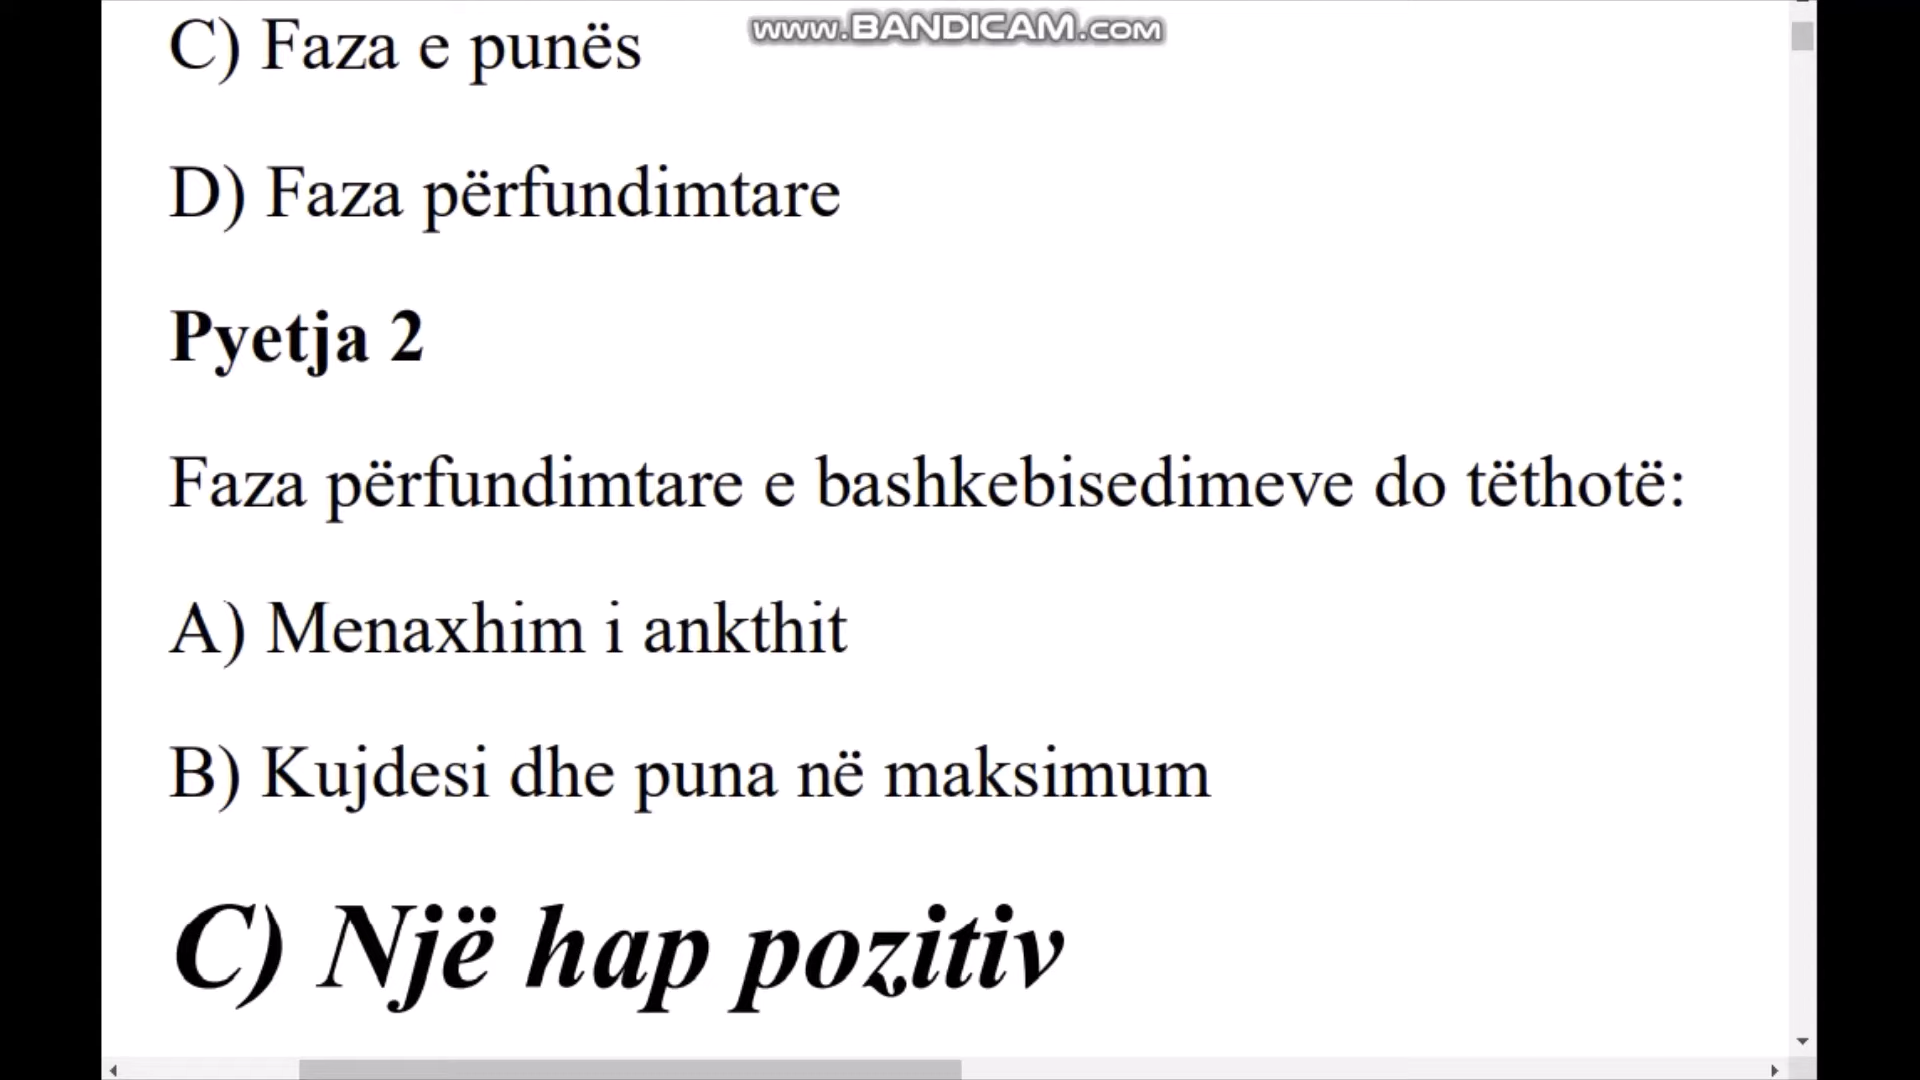 www.BANDICAM.com
C) Faza e punës
D) Faza përfundimtare
Pyetja 2
Faza përfundimtare e bashkebisedimeve do tëthotë:
A) Menaxhim i ankthit
B) Kujdesi dhe puna në maksimum
C) Një hap pozitiv